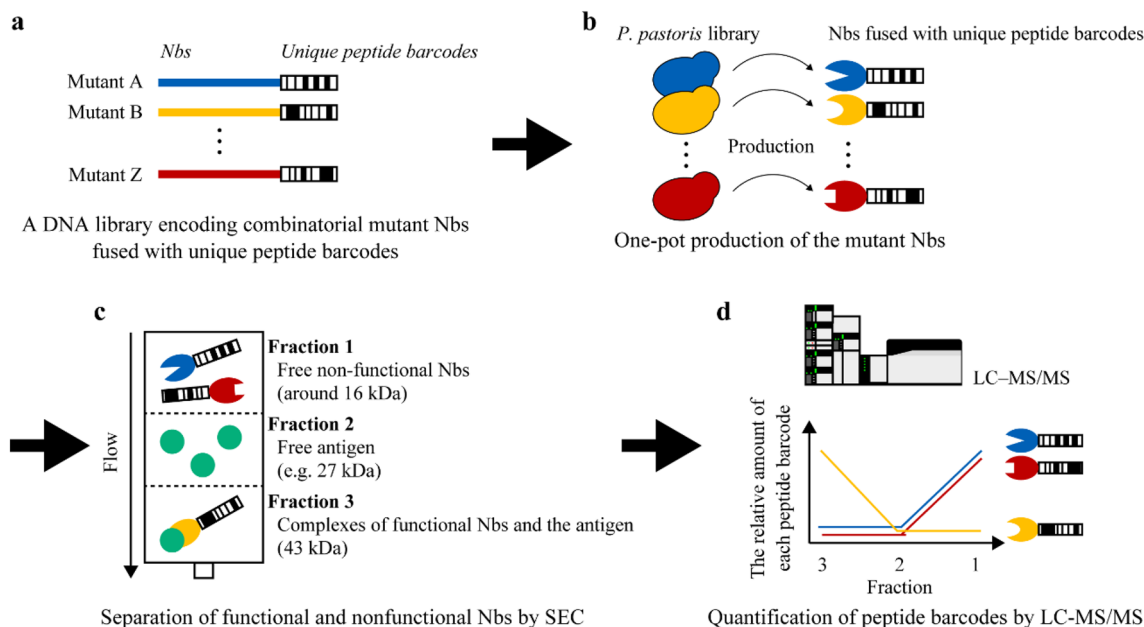 a
Nbs
Unique peptide barcodes
Mutant A
Mutant B
Mutant Z
A DNA library encoding combinatorial mutant Nbs
fused with unique peptide barcodes
b
P. pastoris library
Nbs fused with unique peptide barcodes
Production
One-pot production of the mutant Nbs
c
Flow
Fraction 1
Free non-functional Nbs
(around 16 kDa)
Fraction 2
Free antigen
(e.g. 27 kDa)
Fraction 3
Complexes of functional Nbs and the antigen
(43 kDa)
Separation of functional and nonfunctional Nbs by SEC
d
LC–MS/MS
The relative amount of
each peptide barcode
3
2
1
Fraction
Quantification of peptide barcodes by LC-MS/MS